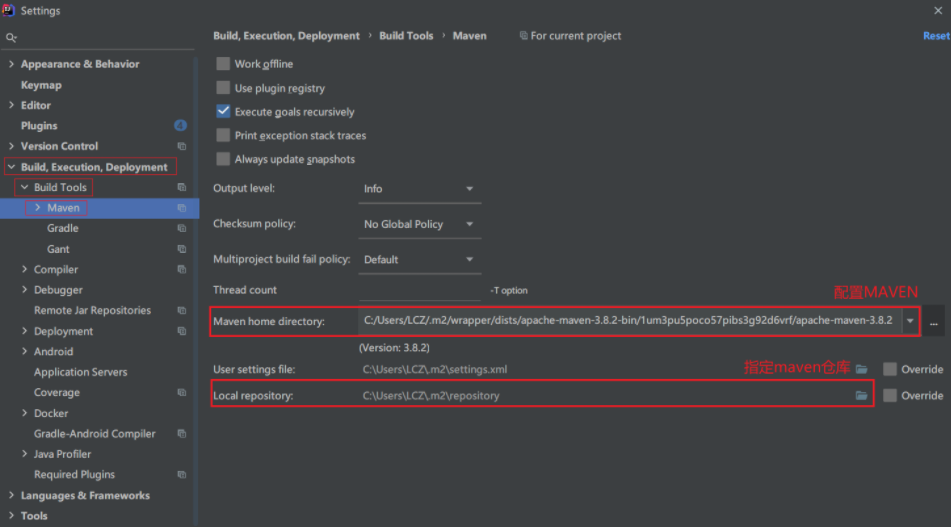 Settings
Build, Execution, Deployment › Build Tools › Maven For current project Reset
Appearance & Behavior
Keymap
Editor
Plugins 4
Version Control
Build, Execution, Deployment
Build Tools
Maven
Gradle
Gant
Compiler
Debugger
Remote Jar Repositories
Deployment
Android
Application Servers
Coverage
Docker
Gradle-Android Compiler
Java Profiler
Required Plugins
Languages & Frameworks
Tools
Work offline
Use plugin registry
Execute goals recursively
Print exception stack traces
Always update snapshots
Output level: Info
Checksum policy: No Global Policy
Multiproject build fail policy: Default
Thread count -T option
配置MAVEN
Maven home directory: C:/Users/LCZ/.m2/wrapper/dists/apache-maven-3.8.2-bin/1um3pu5poco57pibs3g92d6vrf/apache-maven-3.8.2 ...
(Version: 3.8.2)
指定maven仓库
User settings file: C:\Users\LCZ\.m2\settings.xml Override
Local repository: C:\Users\LCZ\.m2\repository Override